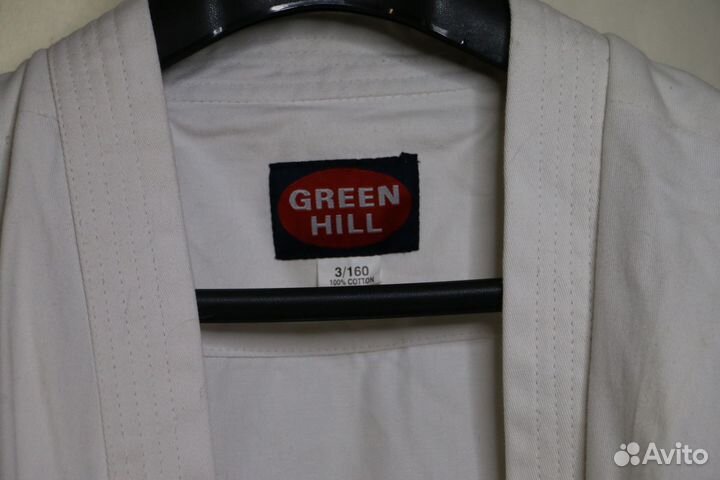 GREEN
HILL
3/160
100% COTTON
Avito